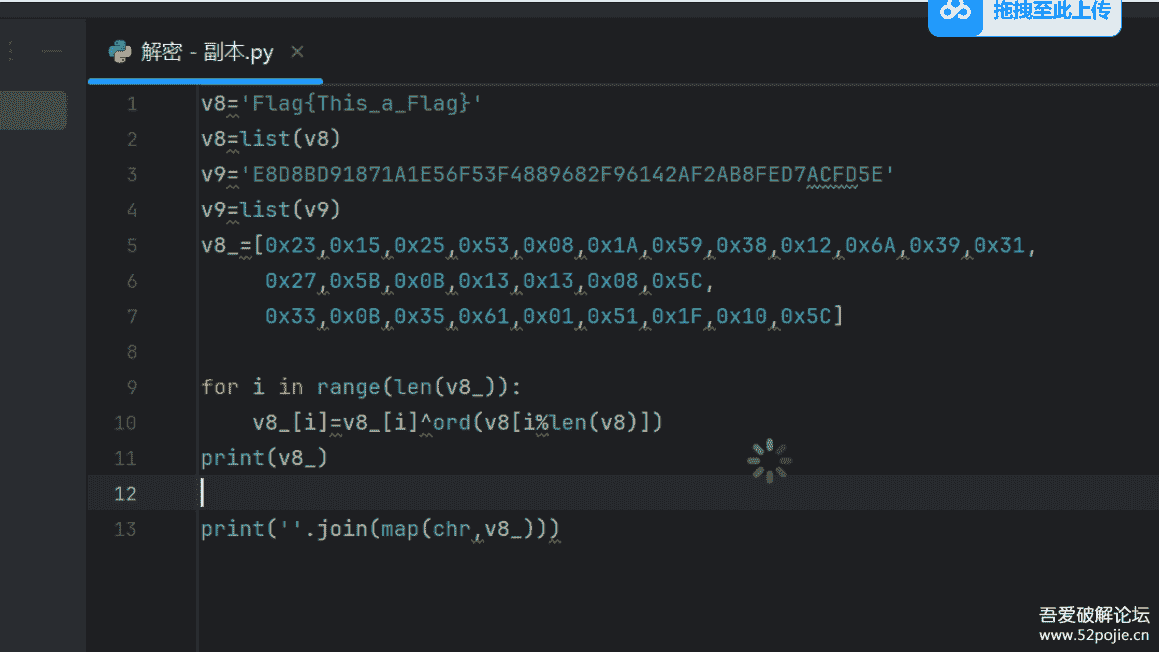 拖拽至此上传
解密 - 副本.py ×
1 v8='Flag{This_a_Flag}'
2 v8=list(v8)
3 v9='E8D8BD91871A1E56F53F4889682F96142AF2AB8FED7ACFD5E'
4 v9=list(v9)
5 v8_=[0x23,0x15,0x25,0x53,0x08,0x1A,0x59,0x38,0x12,0x6A,0x39,0x31,
6 0x27,0x5B,0x0B,0x13,0x13,0x08,0x5C,
7 0x33,0x0B,0x35,0x61,0x01,0x51,0x1F,0x10,0x5C]
8
9 for i in range(len(v8_)):
10 v8_[i]=v8_[i]^ord(v8[i%len(v8)])
11 print(v8_)
12
13 print(''.join(map(chr,v8_)))
吾爱破解论坛
www.52pojie.cn